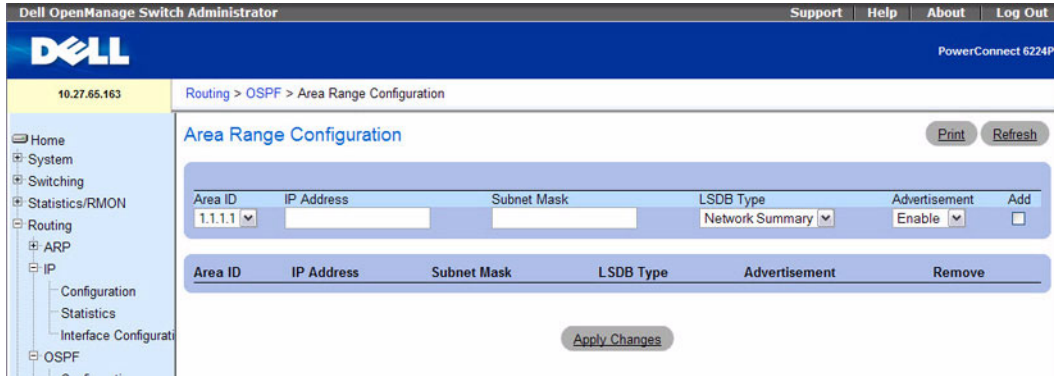 Dell OpenManage Switch Administrator
Support Help About Log Out
DELL
PowerConnect 6224P
10.27.65.163
Routing > OSPF > Area Range Configuration
Home
System
Switching
Statistics/RMON
Routing
ARP
IP
Configuration
Statistics
Interface Configurati
OSPF
Area Range Configuration
Print Refresh
Area ID IP Address Subnet Mask LSDB Type Advertisement Add
1.1.1.1 Network Summary Enable
Area ID IP Address Subnet Mask LSDB Type Advertisement Remove
Apply Changes